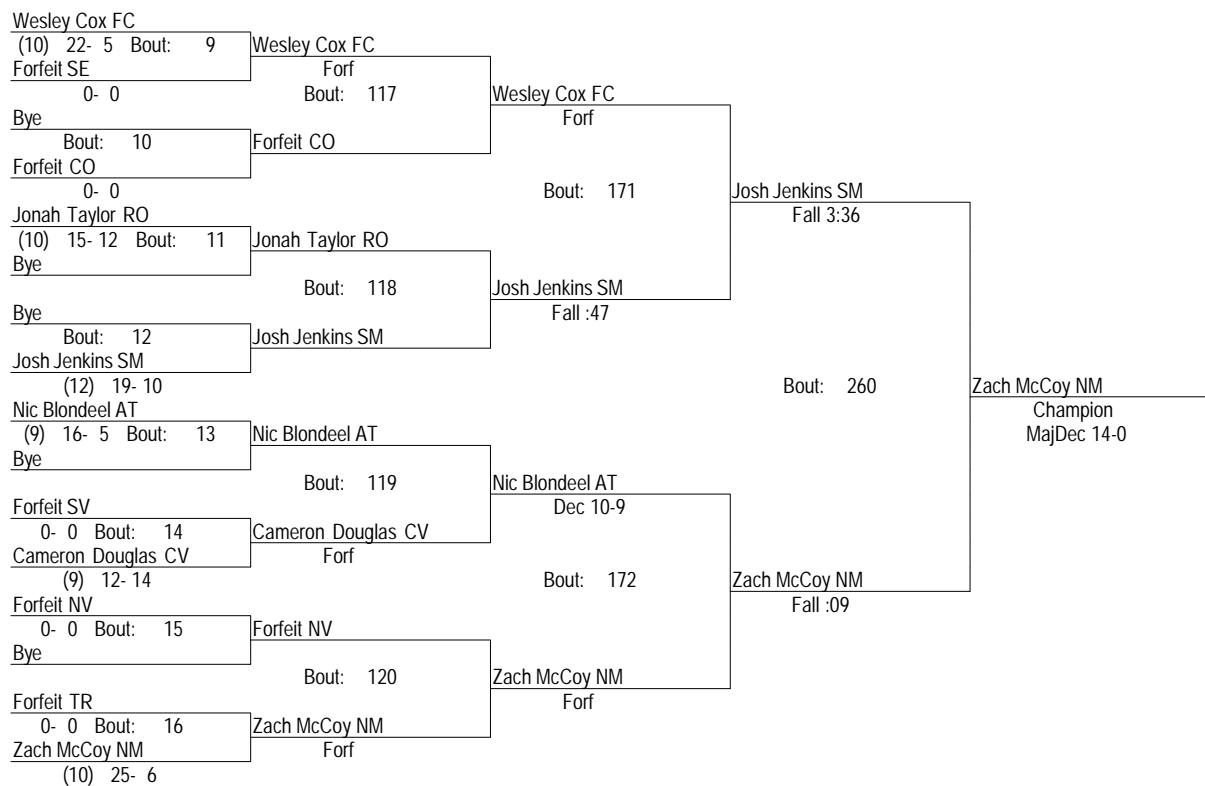 Wesley Cox FC
(10) 22- 5 Bout: 9 Wesley Cox FC
Forfeit SE Forf
0- 0 Bout: 117 Wesley Cox FC
Bye Forf
Bout: 10 Forfeit CO
Forfeit CO
0- 0 Bout: 171 Josh Jenkins SM
Jonah Taylor RO Fall 3:36
(10) 15- 12 Bout: 11 Jonah Taylor RO
Bye
Bout: 118 Josh Jenkins SM
Bye Fall :47
Bout: 12 Josh Jenkins SM
Josh Jenkins SM
(12) 19- 10 Bout: 260 Zach McCoy NM
Nic Blondeel AT Champion
(9) 16- 5 Bout: 13 Nic Blondeel AT MajDec 14-0
Bye
Bout: 119 Nic Blondeel AT
Forfeit SV Dec 10-9
0- 0 Bout: 14 Cameron Douglas CV
Cameron Douglas CV Forf
(9) 12- 14 Bout: 172 Zach McCoy NM
Forfeit NV Fall :09
0- 0 Bout: 15 Forfeit NV
Bye
Bout: 120 Zach McCoy NM
Forfeit TR Forf
0- 0 Bout: 16 Zach McCoy NM
Zach McCoy NM Forf
(10) 25- 6